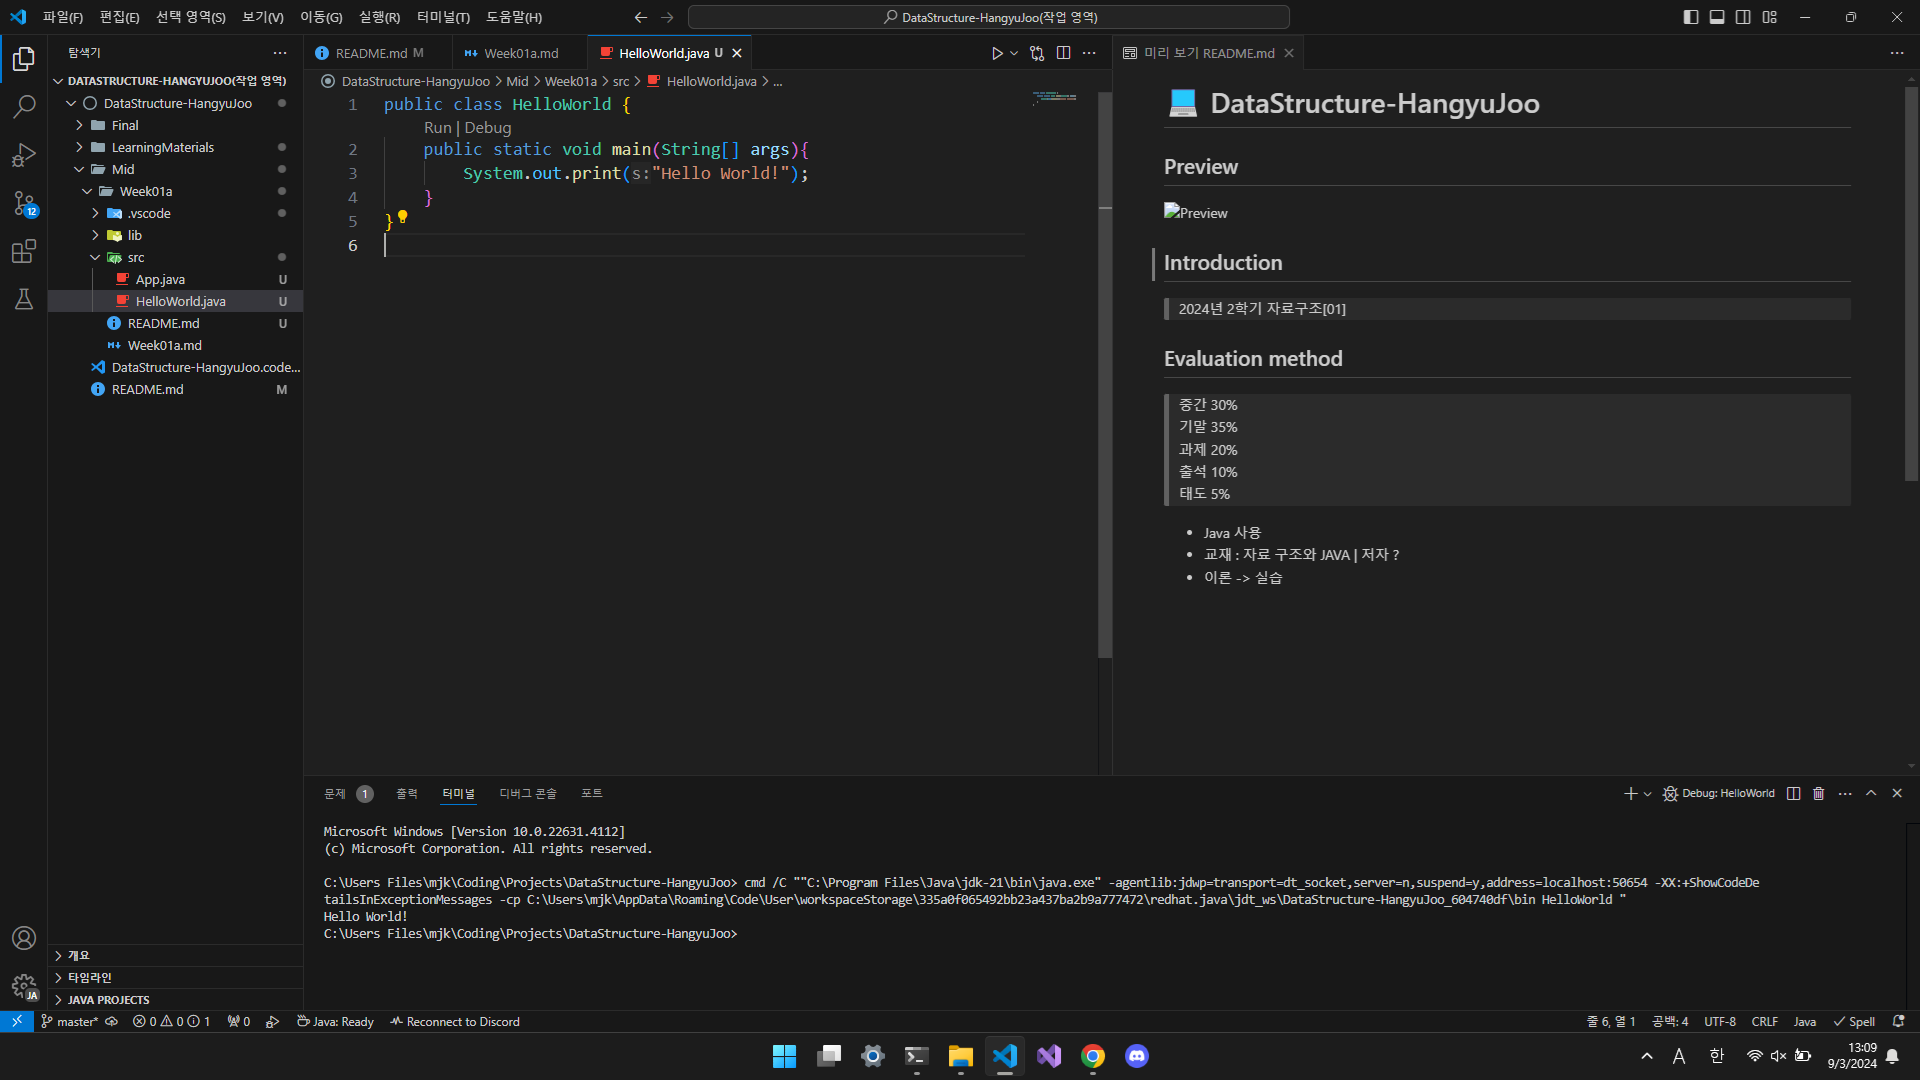 파일(F) 편집(E) 선택 영역(S) 보기(V) 이동(G) 실행(R) 터미널(T) 도움말(H)
DataStructure-HangyuJoo(작업 영역)
탐색기
DATASTRUCTURE-HANGYUJOO(작업 영역)
DataStructure-HangyuJoo
Final
LearningMaterials
Mid
Week01a
.vscode
lib
src
App.java U
HelloWorld.java U
README.md U
Week01a.md
DataStructure-HangyuJoo.code...
README.md M
개요
타임라인
JAVA PROJECTS
12
JA
README.md M Week01a.md HelloWorld.java U
DataStructure-HangyuJoo > Mid > Week01a > src > HelloWorld.java > ...
1 public class HelloWorld {
Run | Debug
2 public static void main(String[] args){
3 System.out.print(s:"Hello World!");
4 }
5 }
6
미리 보기 README.md
DataStructure-HangyuJoo
Preview
Preview
Introduction
2024년 2학기 자료구조[01]
Evaluation method
중간 30%
기말 35%
과제 20%
출석 10%
태도 5%
• Java 사용
• 교재 : 자료 구조와 JAVA | 저자 ?
• 이론 -> 실습
문제 1 출력 터미널 디버그 콘솔 포트
Debug: HelloWorld
Microsoft Windows [Version 10.0.22631.4112]
(c) Microsoft Corporation. All rights reserved.
C:\Users Files\mjk\Coding\Projects\DataStructure-HangyuJoo> cmd /C ""C:\Program Files\Java\jdk-21\bin\java.exe" -agentlib:jdwp=transport=dt_socket,server=n,suspend=y,address=localhost:50654 -XX:+ShowCodeDe
tailsInExceptionMessages -cp C:\Users\mjk\AppData\Roaming\Code\User\workspaceStorage\335a0f065492bb23a437ba2b9a777472\redhat.java\jdt_ws\DataStructure-HangyuJoo_604740df\bin HelloWorld "
Hello World!
C:\Users Files\mjk\Coding\Projects\DataStructure-HangyuJoo>
master* 0 0 1 0 Java: Ready Reconnect to Discord
줄 6, 열 1 공백: 4 UTF-8 CRLF Java Spell
A 한
13:09
9/3/2024